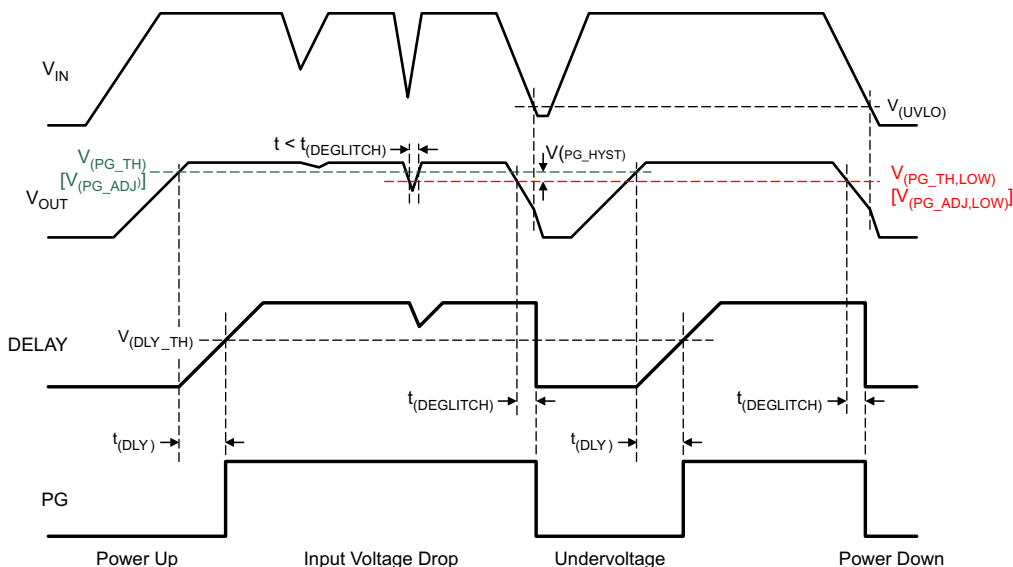 V(UVLO)
VIN
t < t(DEGLITCH)
V(PG_HYST)
V(PG_TH)
[V(PG_ADJ)]
V(PG_TH,LOW)
[V(PG_ADJ,LOW)]
VOUT
V(DLY_TH)
DELAY
t(DEGLITCH)
t(DEGLITCH)
t(DLY)
t(DLY)
PG
Power Up
Input Voltage Drop
Undervoltage
Power Down